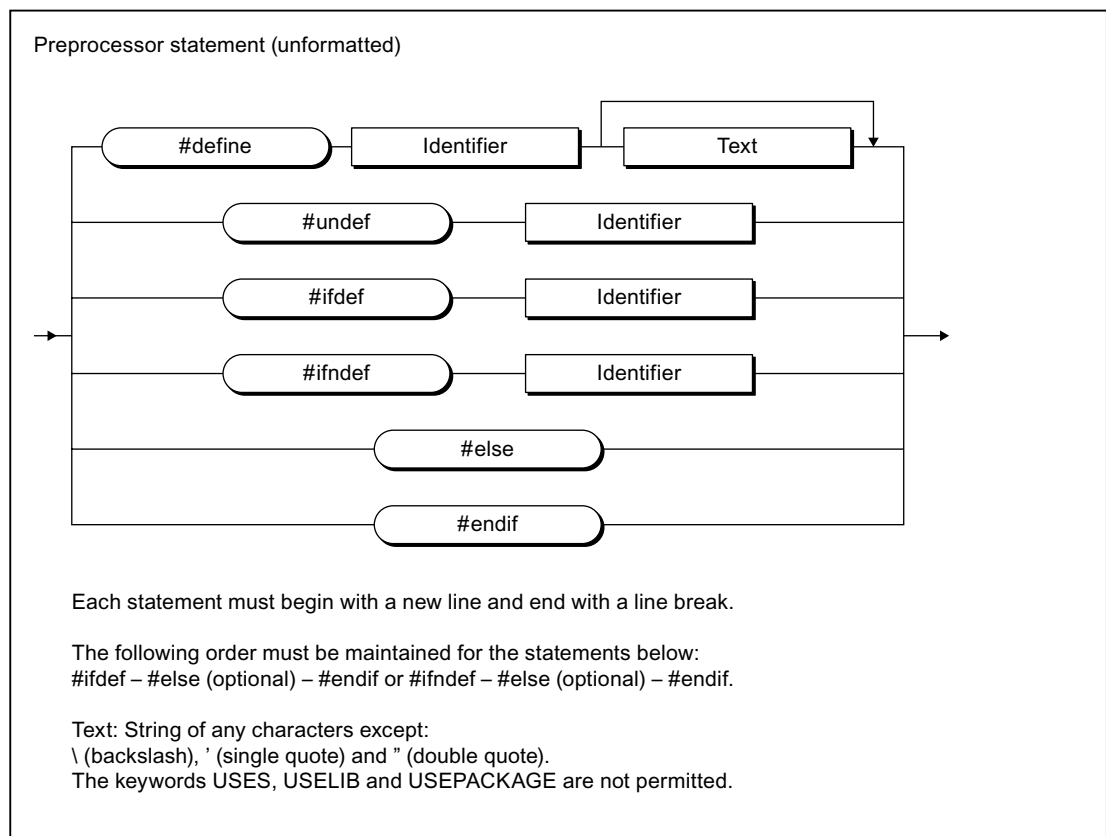 Preprocessor statement (unformatted)
#define Identifier Text
#undef Identifier
#ifdef Identifier
#ifndef Identifier
#else
#endif
Each statement must begin with a new line and end with a line break.
The following order must be maintained for the statements below:
#ifdef – #else (optional) – #endif or #ifndef – #else (optional) – #endif.
Text: String of any characters except:
\ (backslash), ’ (single quote) and ” (double quote).
The keywords USES, USELIB and USEPACKAGE are not permitted.